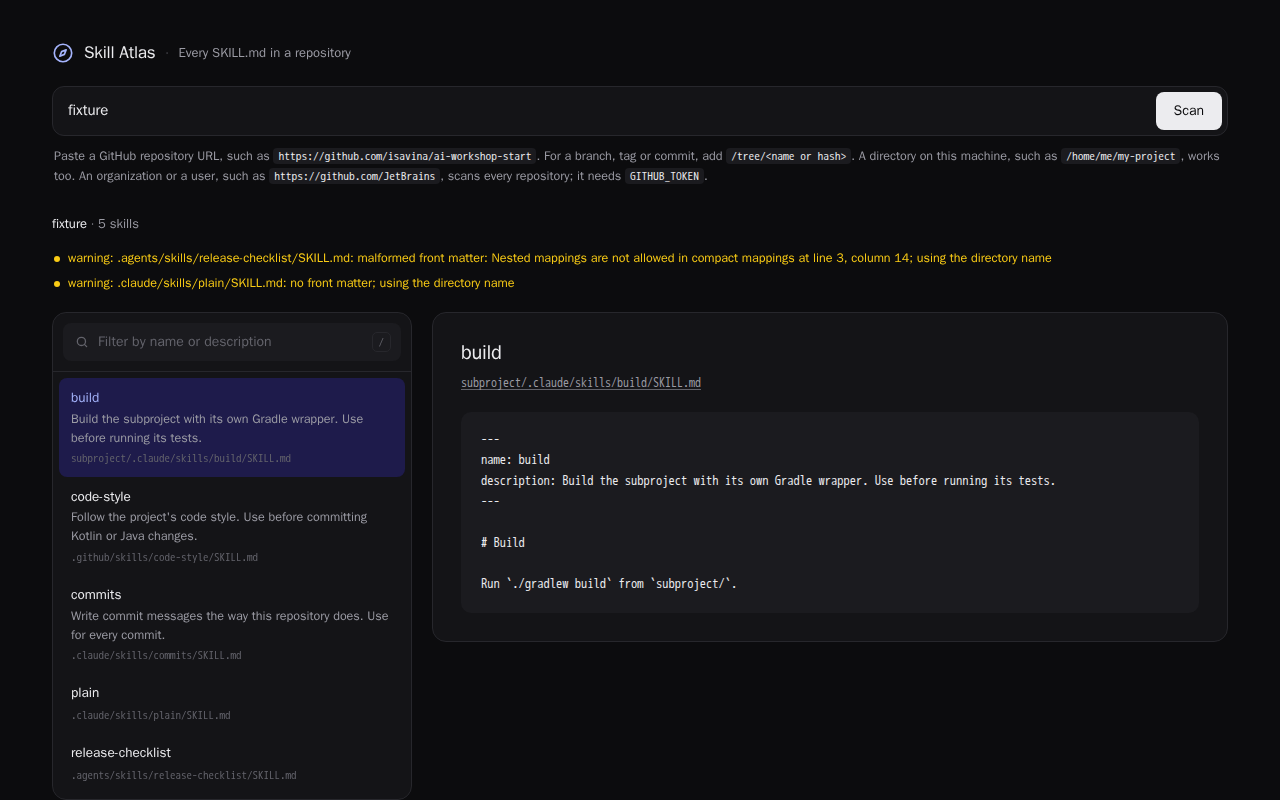 Skill Atlas · Every SKILL.md in a repository
fixture
Scan
Paste a GitHub repository URL, such as https://github.com/isavina/ai-workshop-start. For a branch, tag or commit, add /tree/<name or hash>. A directory on this machine, such as /home/me/my-project, works
too. An organization or a user, such as https://github.com/JetBrains, scans every repository; it needs GITHUB_TOKEN.
fixture · 5 skills
warning: .agents/skills/release-checklist/SKILL.md: malformed front matter: Nested mappings are not allowed in compact mappings at line 3, column 14; using the directory name
warning: .claude/skills/plain/SKILL.md: no front matter; using the directory name
Filter by name or description /
build
Build the subproject with its own Gradle wrapper. Use
before running its tests.
subproject/.claude/skills/build/SKILL.md
code-style
Follow the project's code style. Use before committing
Kotlin or Java changes.
.github/skills/code-style/SKILL.md
commits
Write commit messages the way this repository does. Use
for every commit.
.claude/skills/commits/SKILL.md
plain
.claude/skills/plain/SKILL.md
release-checklist
.agents/skills/release-checklist/SKILL.md
build
subproject/.claude/skills/build/SKILL.md
---
name: build
description: Build the subproject with its own Gradle wrapper. Use before running its tests.
---
# Build
Run `./gradlew build` from `subproject/`.